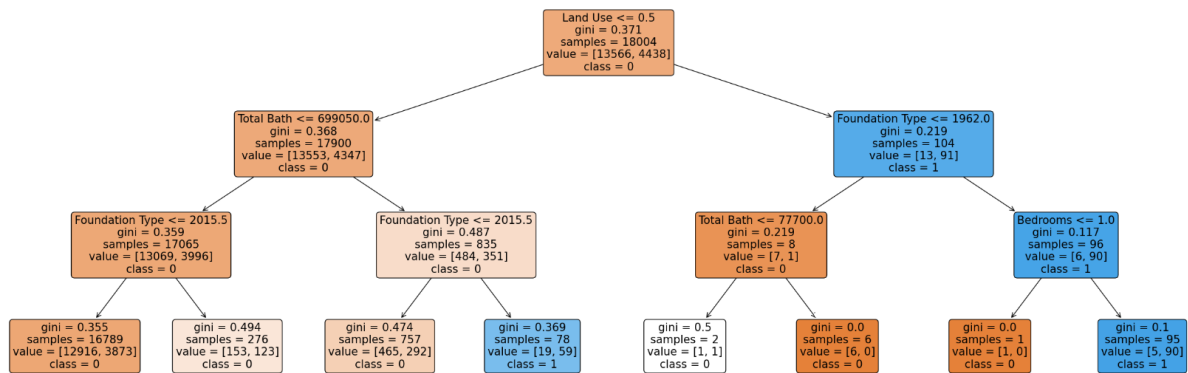 Land Use <= 0.5
gini = 0.371
samples = 18004
value = [13566, 4438]
class = 0
Total Bath <= 699050.0
gini = 0.368
samples = 17900
value = [13553, 4347]
class = 0
Foundation Type <= 1962.0
gini = 0.219
samples = 104
value = [13, 91]
class = 1
Foundation Type <= 2015.5
gini = 0.359
samples = 17065
value = [13069, 3996]
class = 0
Foundation Type <= 2015.5
gini = 0.487
samples = 835
value = [484, 351]
class = 0
Total Bath <= 77700.0
gini = 0.219
samples = 8
value = [7, 1]
class = 0
Bedrooms <= 1.0
gini = 0.117
samples = 96
value = [6, 90]
class = 1
gini = 0.355
samples = 16789
value = [12916, 3873]
class = 0
gini = 0.494
samples = 276
value = [153, 123]
class = 0
gini = 0.474
samples = 757
value = [465, 292]
class = 0
gini = 0.369
samples = 78
value = [19, 59]
class = 1
gini = 0.5
samples = 2
value = [1, 1]
class = 0
gini = 0.0
samples = 6
value = [6, 0]
class = 0
gini = 0.0
samples = 1
value = [1, 0]
class = 0
gini = 0.1
samples = 95
value = [5, 90]
class = 1